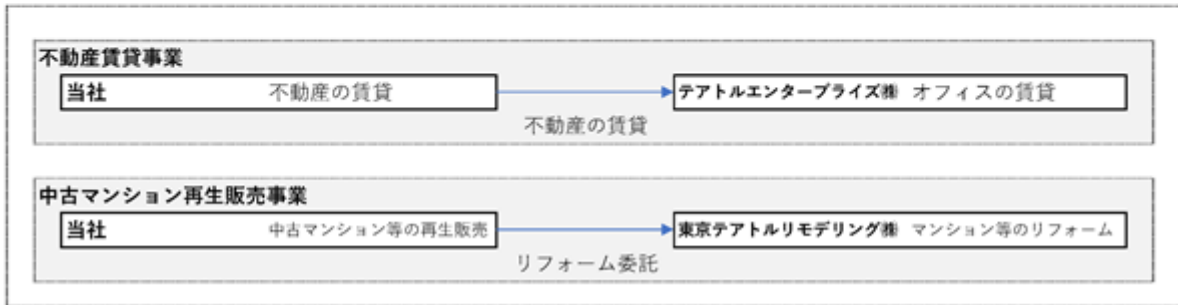 不動産賃貸事業
当社 不動産の賃貸 テアトルエンタープライズ㈱ オフィスの賃貸
不動産の賃貸
中古マンション再生販売事業
当社 中古マンション等の再生販売 東京テアトルリモデリング㈱ マンション等のリフォーム
リフォーム委託